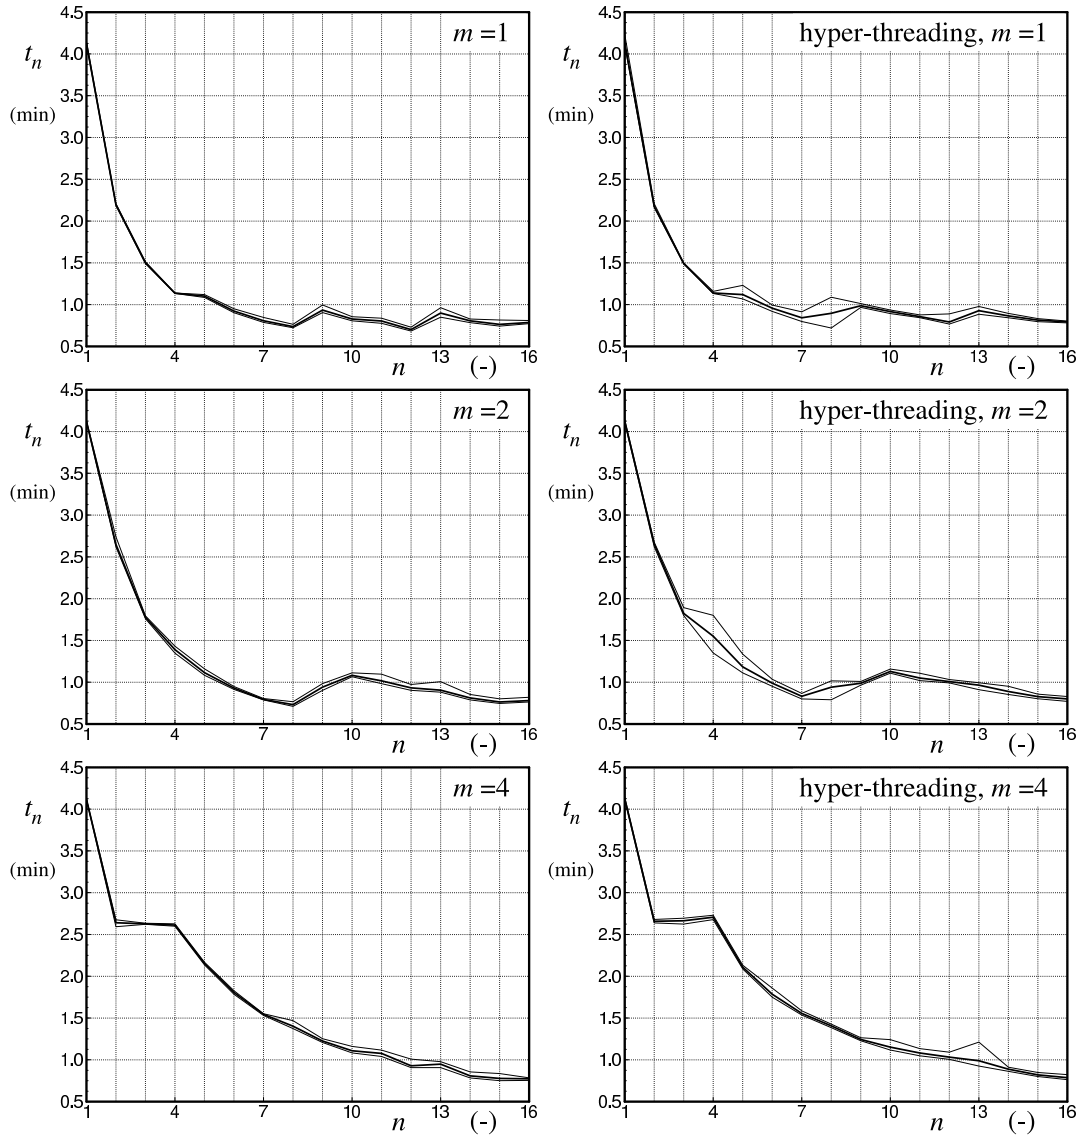 4.5
m =1
t_n
4.0
3.5
(min)
3.0
2.5
2.0
1.5
1.0
0.5
1 4 7 10 13 16
n (-)
4.5
hyper-threading, m =1
t_n
4.0
3.5
(min)
3.0
2.5
2.0
1.5
1.0
0.5
1 4 7 10 13 16
n (-)
4.5
m =2
t_n
4.0
3.5
(min)
3.0
2.5
2.0
1.5
1.0
0.5
1 4 7 10 13 16
n (-)
4.5
hyper-threading, m =2
t_n
4.0
3.5
(min)
3.0
2.5
2.0
1.5
1.0
0.5
1 4 7 10 13 16
n (-)
4.5
m =4
t_n
4.0
3.5
(min)
3.0
2.5
2.0
1.5
1.0
0.5
1 4 7 10 13 16
n (-)
4.5
hyper-threading, m =4
t_n
4.0
3.5
(min)
3.0
2.5
2.0
1.5
1.0
0.5
1 4 7 10 13 16
n (-)